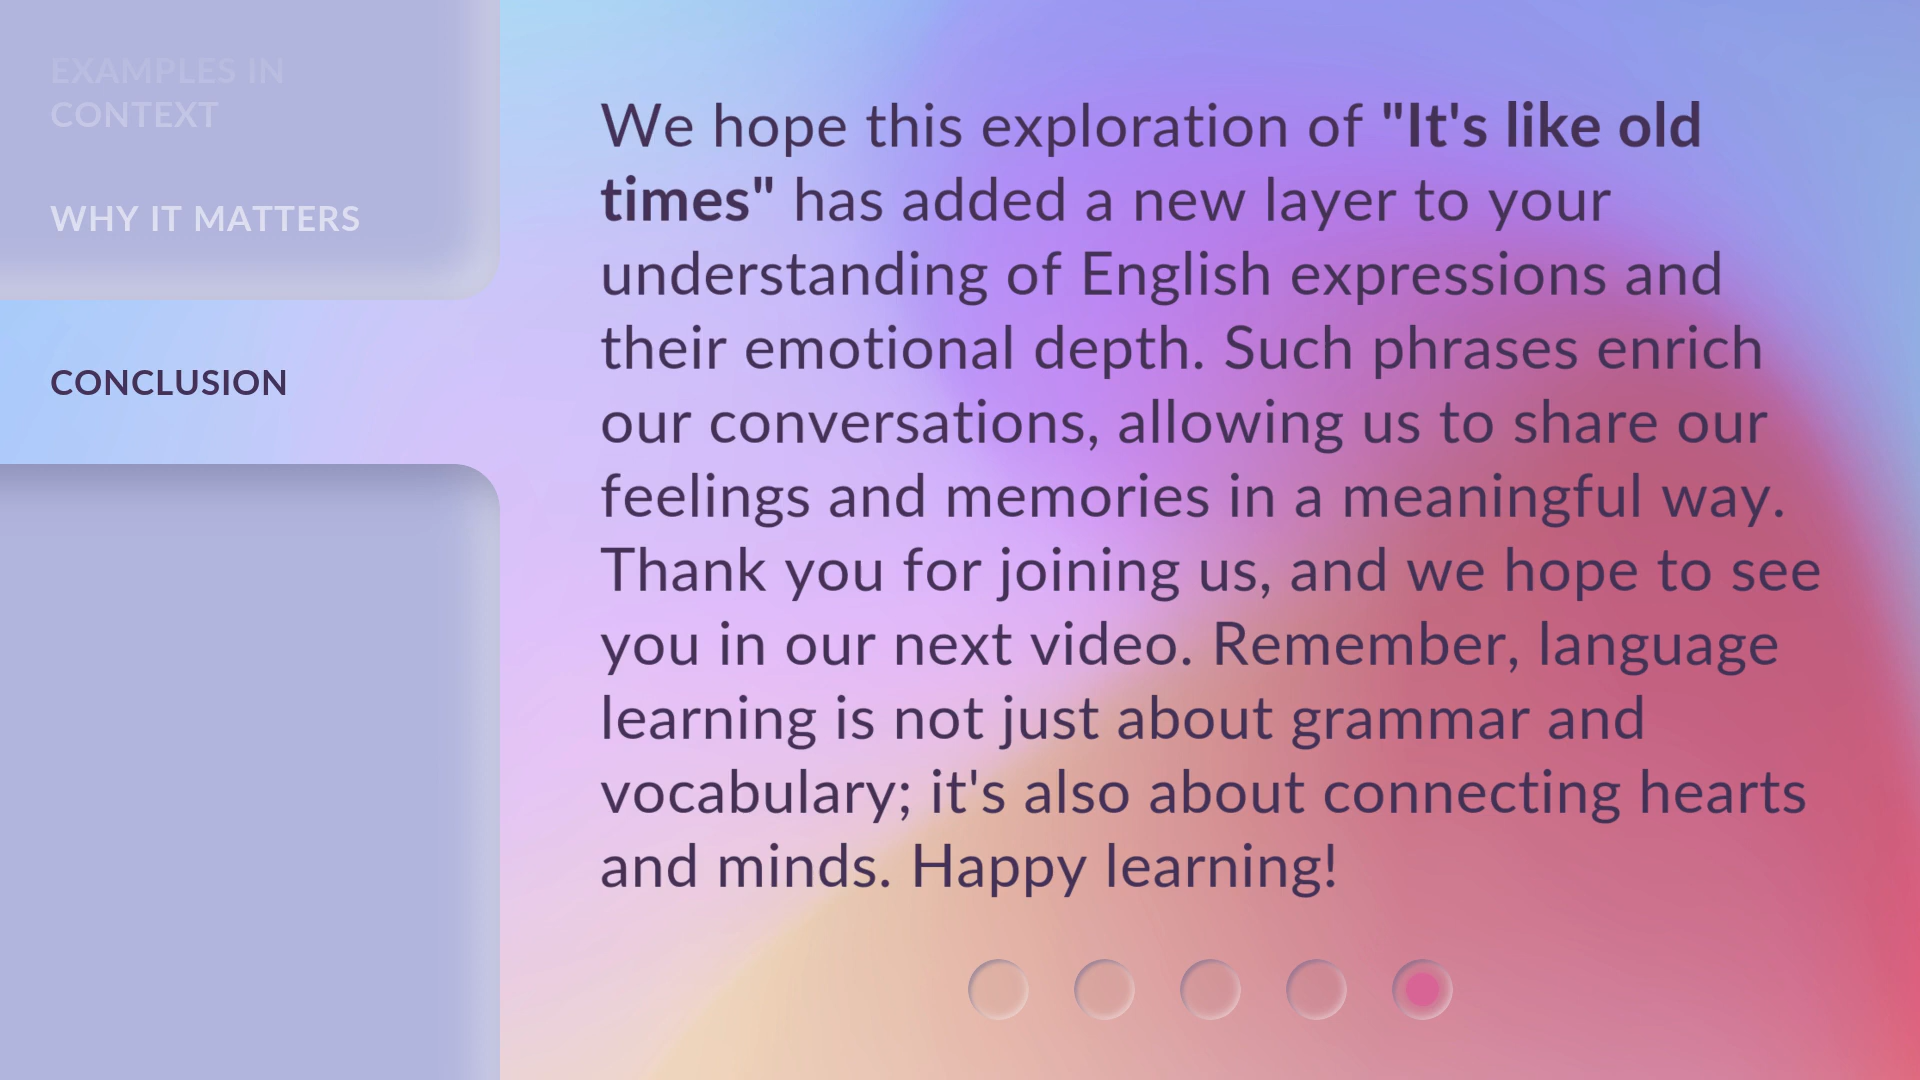 EXAMPLES IN
CONTEXT
WHY IT MATTERS
CONCLUSION
We hope this exploration of "It's like old
times" has added a new layer to your
understanding of English expressions and
their emotional depth. Such phrases enrich
our conversations, allowing us to share our
feelings and memories in a meaningful way.
Thank you for joining us, and we hope to see
you in our next video. Remember, language
learning is not just about grammar and
vocabulary; it's also about connecting hearts
and minds. Happy learning!